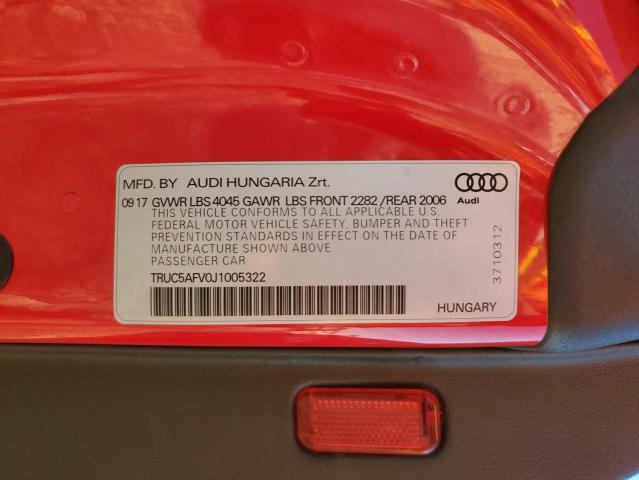 MFD. BY AUDI HUNGARIA Zrt.
09 17 GVWR LBS 4045 GAWR LBS FRONT 2282 /REAR 2006
Audi
THIS VEHICLE CONFORMS TO ALL APPLICABLE U.S.
FEDERAL MOTOR VEHICLE SAFETY, BUMPER AND THEFT
PREVENTION STANDARDS IN EFFECT ON THE DATE OF
MANUFACTURE SHOWN ABOVE
PASSENGER CAR
TRUC5AFV0J1005322
3710312
HUNGARY